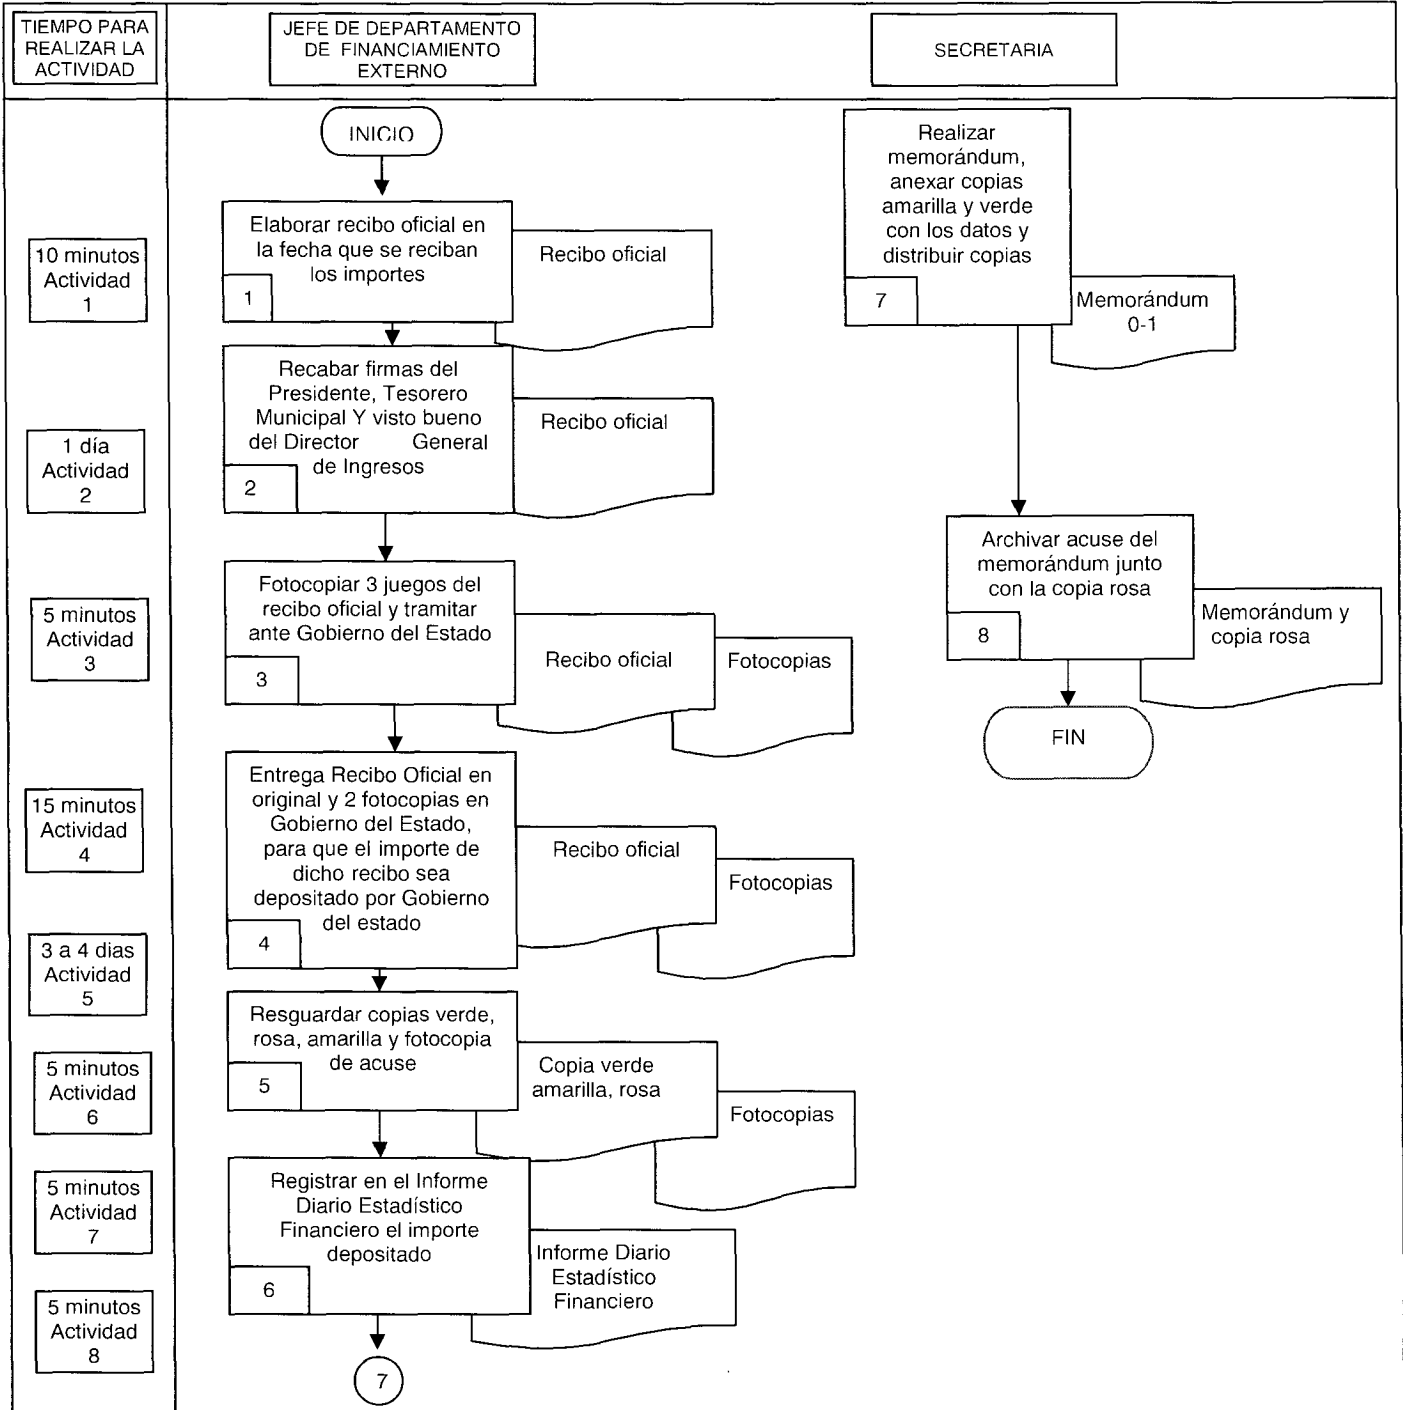 TIEMPO PARA
REALIZAR LA
ACTIVIDAD
JEFE DE DEPARTAMENTO
DE FINANCIAMIENTO
EXTERNO
SECRETARIA
10 minutos
Actividad
1
1 día
Actividad
2
5 minutos
Actividad
3
15 minutos
Actividad
4
3 a 4 dias
Actividad
5
5 minutos
Actividad
6
5 minutos
Actividad
7
5 minutos
Actividad
8
INICIO
Elaborar recibo oficial en
la fecha que se reciban
los importes
1
Recibo oficial
Recabar firmas del
Presidente, Tesorero
Municipal Y visto bueno
del Director General
de Ingresos
2
Recibo oficial
Fotocopiar 3 juegos del
recibo oficial y tramitar
ante Gobierno del Estado
3
Recibo oficial
Fotocopias
Entrega Recibo Oficial en
original y 2 fotocopias en
Gobierno del Estado,
para que el importe de
dicho recibo sea
depositado por Gobierno
del estado
4
Recibo oficial
Fotocopias
Resguardar copias verde,
rosa, amarilla y fotocopia
de acuse
5
Copia verde
amarilla, rosa
Fotocopias
Registrar en el Informe
Diario Estadístico
Financiero el importe
depositado
6
Informe Diario
Estadístico
Financiero
7
Realizar
memorándum,
anexar copias
amarilla y verde
con los datos y
distribuir copias
7
Memorándum
0-1
Archivar acuse del
memorándum junto
con la copia rosa
8
Memorándum y
copia rosa
FIN